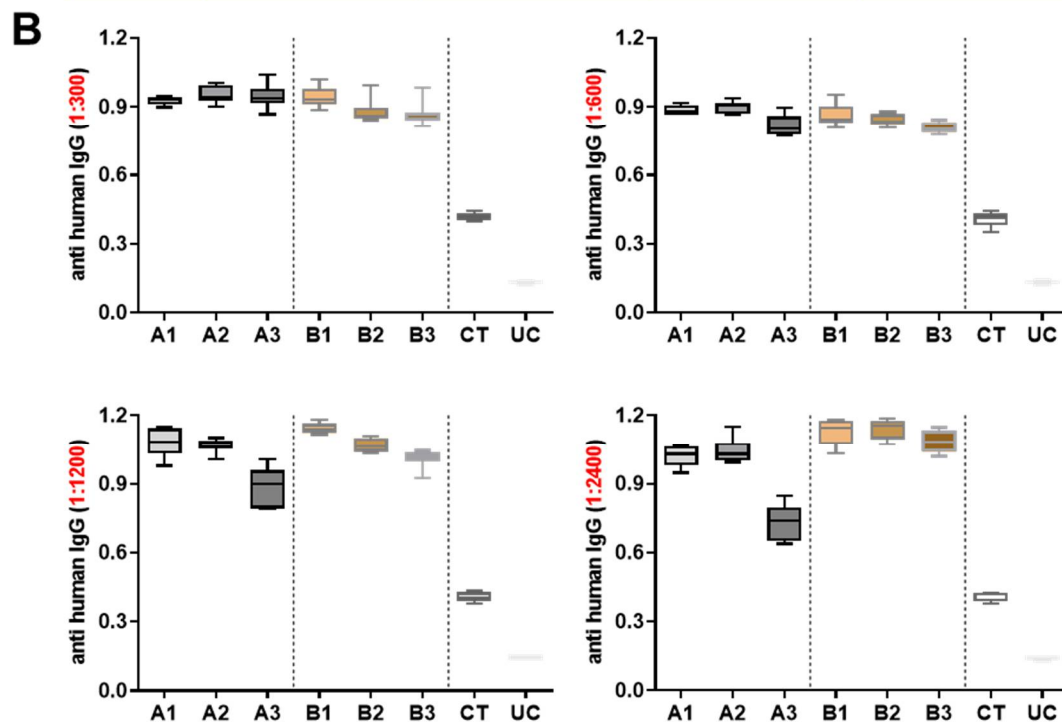 B
anti human IgG (1:300)
1.2
0.9
0.6
0.3
0.0
A1 A2 A3 B1 B2 B3 CT UC
anti human IgG (1:600)
1.2
0.9
0.6
0.3
0.0
A1 A2 A3 B1 B2 B3 CT UC
anti human IgG (1:1200)
1.2
0.9
0.6
0.3
0.0
A1 A2 A3 B1 B2 B3 CT UC
anti human IgG (1:2400)
1.2
0.9
0.6
0.3
0.0
A1 A2 A3 B1 B2 B3 CT UC